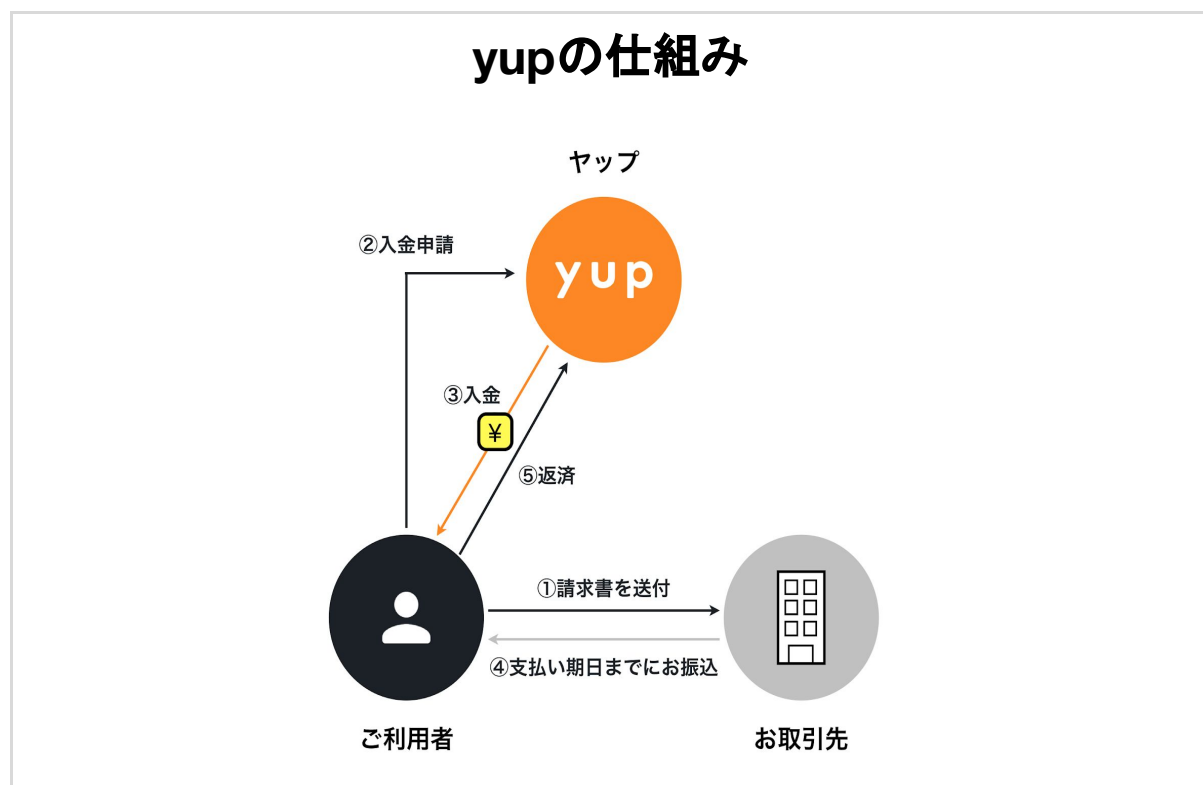 yupの仕組み
ヤップ
②入金申請
yup
③入金
¥
⑤返済
①請求書を送付
④支払い期日までにお振込
ご利用者
お取引先